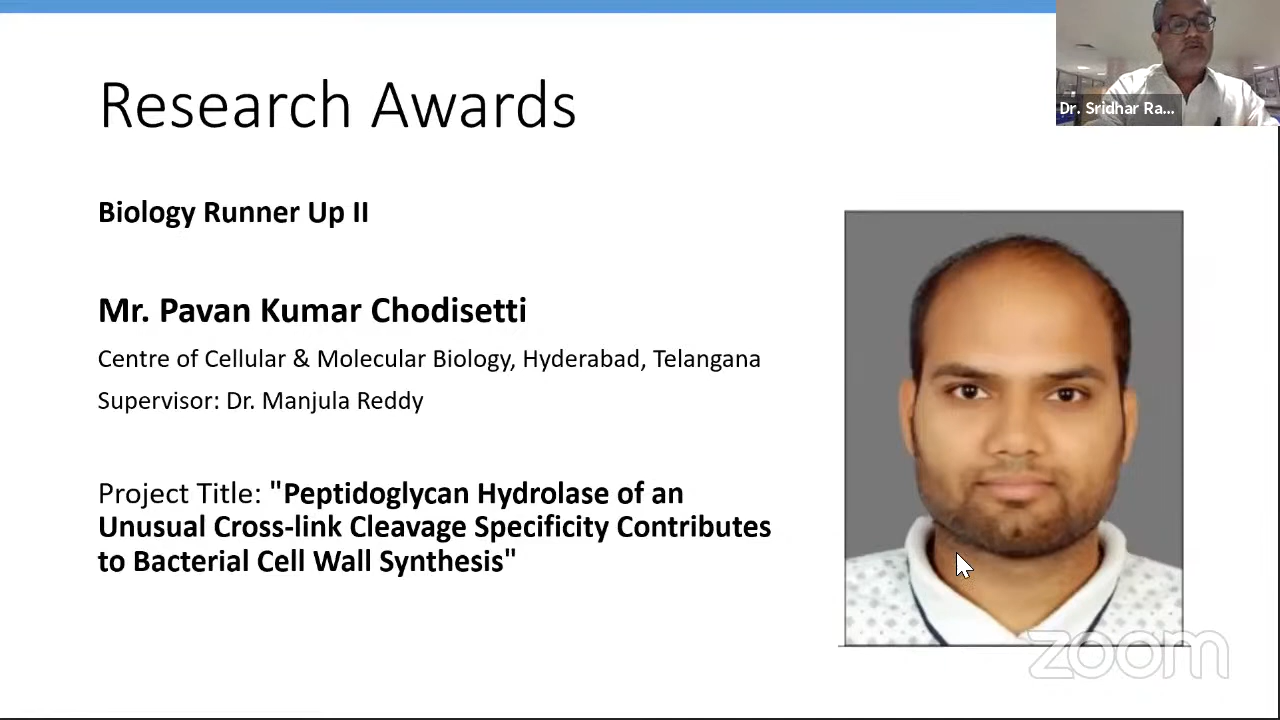 Research Awards
Dr. Sridhar Ra...
Biology Runner Up II
Mr. Pavan Kumar Chodisetti
Centre of Cellular & Molecular Biology, Hyderabad, Telangana
Supervisor: Dr. Manjula Reddy
Project Title: "Peptidoglycan Hydrolase of an
Unusual Cross-link Cleavage Specificity Contributes
to Bacterial Cell Wall Synthesis"
zoom